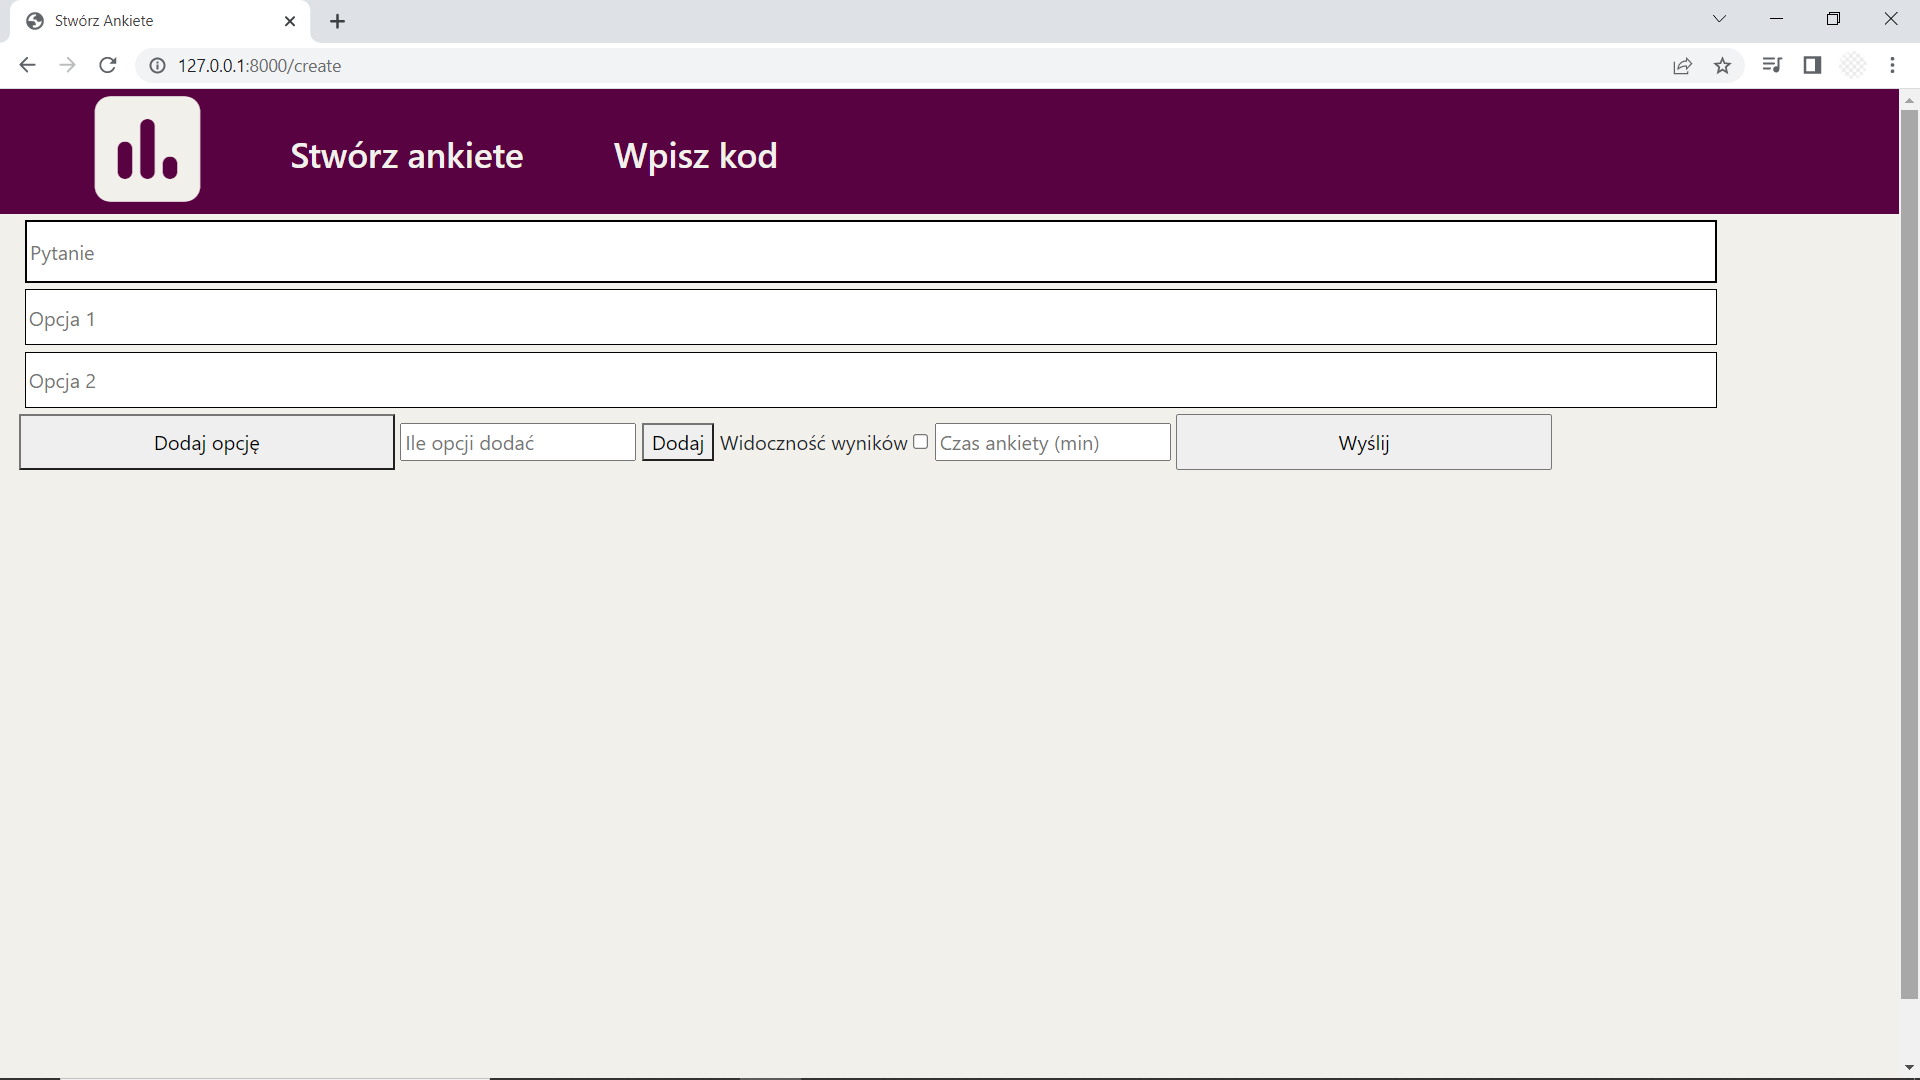 Stwórz Ankiete
127.0.0.1:8000/create
Stwórz ankiete Wpisz kod
Pytanie
Opcja 1
Opcja 2
Dodaj opcję Ile opcji dodać Dodaj Widoczność wyników Czas ankiety (min) Wyślij